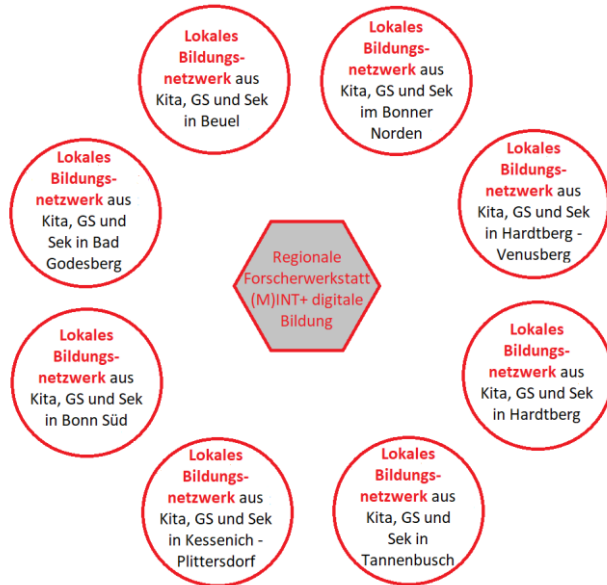 Lokales
Bildungs-
netzwerk aus
Kita, GS und Sek
in Beuel
Lokales
Bildungs-
netzwerk aus
Kita, GS und Sek
im Bonner
Norden
Lokales
Bildungs-
netzwerk aus
Kita, GS und
Sek in Bad
Godesberg
Lokales
Bildungs-
netzwerk aus
Kita, GS und Sek
in Hardtberg -
Venusberg
Regionale
Forscherwerkstatt
(M)INT+ digitale
Bildung
Lokales
Bildungs-
netzwerk aus
Kita, GS und Sek
in Bonn Süd
Lokales
Bildungs-
netzwerk aus
Kita, GS und Sek
in Hardtberg
Lokales
Bildungs-
netzwerk aus
Kita, GS und Sek
in Kessenich -
Plittersdorf
Lokales
Bildungs-
netzwerk aus
Kita, GS und
Sek in
Tannenbusch